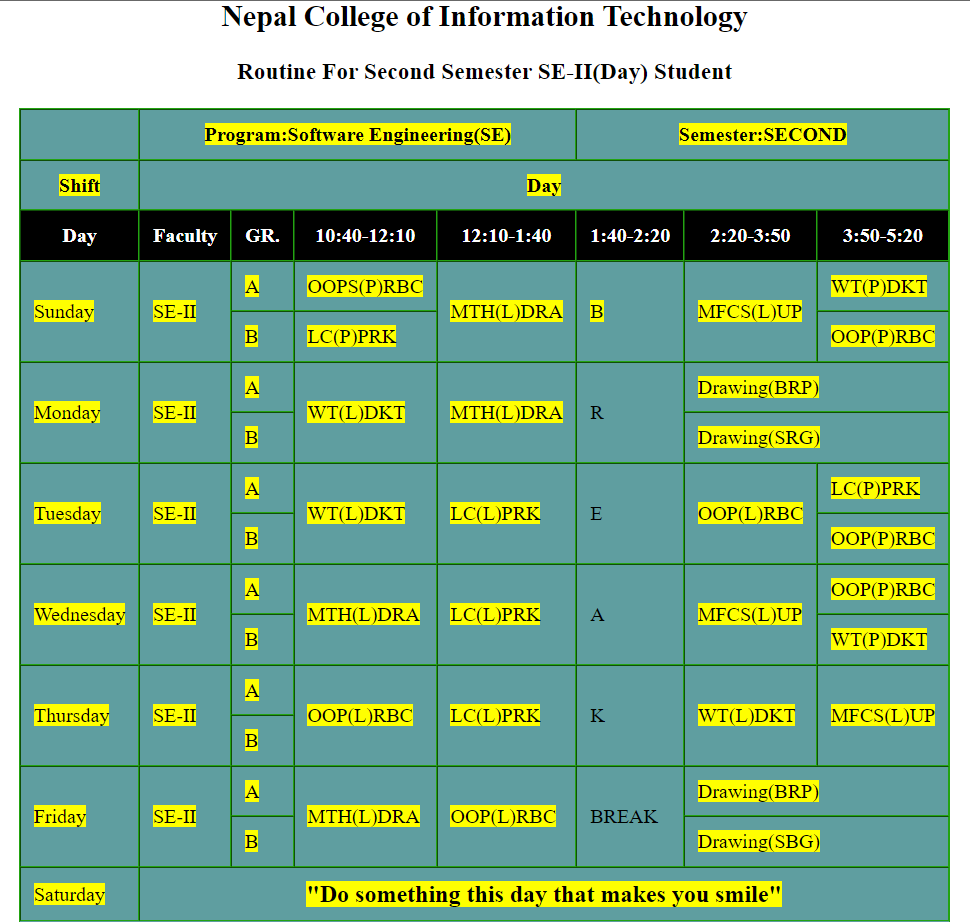 Nepal College of Information Technology
Routine For Second Semester SE-II(Day) Student
Program:Software Engineering(SE) Semester:SECOND
Shift Day
Day Faculty GR. 10:40-12:10 12:10-1:40 1:40-2:20 2:20-3:50 3:50-5:20
Sunday SE-II A OOPS(P)RBC MTH(L)DRA B MFCS(L)UP WT(P)DKT
B LC(P)PRK OOP(P)RBC
Monday SE-II A WT(L)DKT MTH(L)DRA R Drawing(BRP)
B Drawing(SRG)
Tuesday SE-II A WT(L)DKT LC(L)PRK E OOP(L)RBC LC(P)PRK
B OOP(P)RBC
Wednesday SE-II A MTH(L)DRA LC(L)PRK A MFCS(L)UP OOP(P)RBC
B WT(P)DKT
Thursday SE-II A OOP(L)RBC LC(L)PRK K WT(L)DKT MFCS(L)UP
B
Friday SE-II A MTH(L)DRA OOP(L)RBC BREAK Drawing(BRP)
B Drawing(SBG)
Saturday "Do something this day that makes you smile"